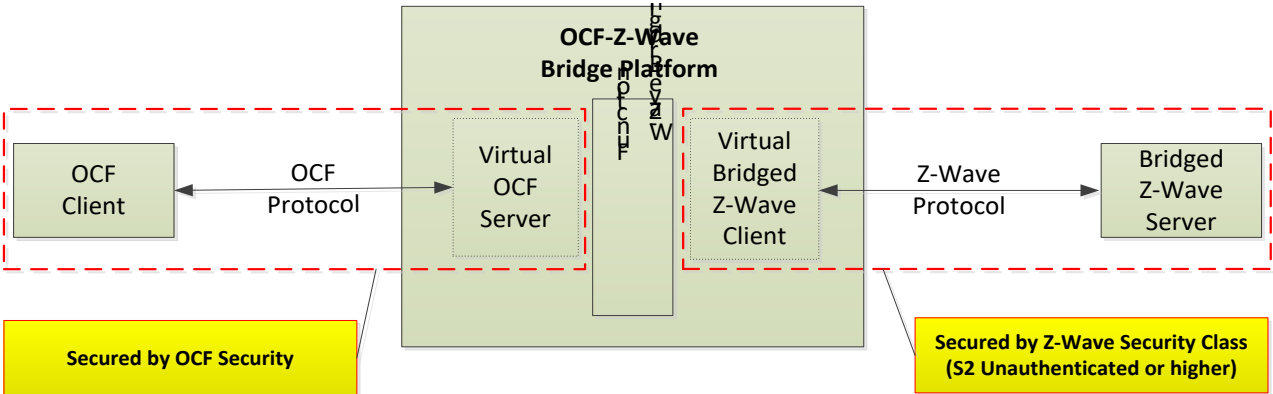 OCF-Z-Wave
Bridge Platform
OCF
Client
OCF
Protocol
Virtual
OCF
Server
Virtual
Bridged
Z-Wave
Client
Z-Wave
Protocol
Bridged
Z-Wave
Server
Secured by OCF Security
Secured by Z-Wave Security Class
(S2 Unauthenticated or higher)